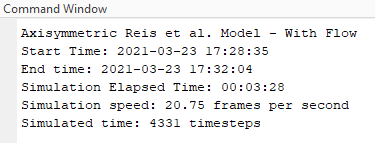 Command Window
Axisymmetric Reis et al. Model - With Flow
Start Time: 2021-03-23 17:28:35
End time: 2021-03-23 17:32:04
Simulation Elapsed Time: 00:03:28
Simulation speed: 20.75 frames per second
Simulated time: 4331 timesteps